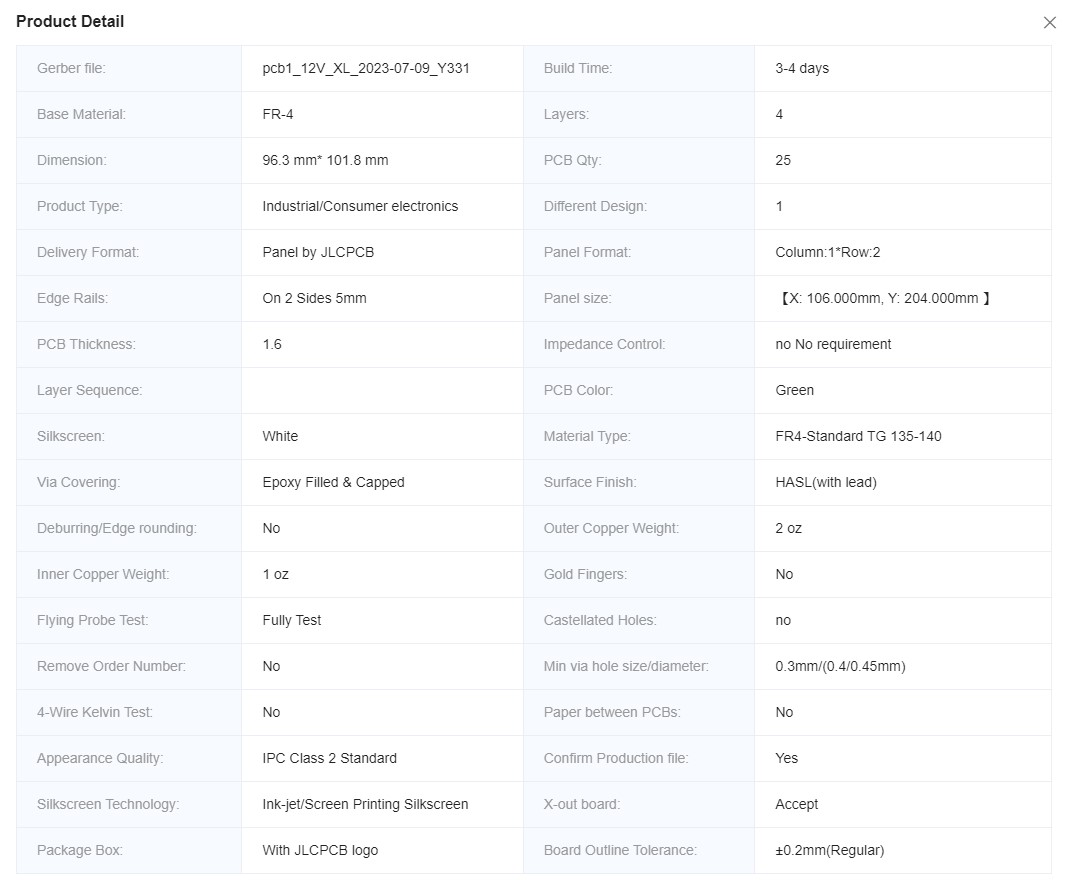 Product Detail
Gerber file: pcb1_12V_XL_2023-07-09_Y331 Build Time: 3-4 days
Base Material: FR-4 Layers: 4
Dimension: 96.3 mm* 101.8 mm PCB Qty: 25
Product Type: Industrial/Consumer electronics Different Design: 1
Delivery Format: Panel by JLCPCB Panel Format: Column:1*Row:2
Edge Rails: On 2 Sides 5mm Panel size: 【X: 106.000mm, Y: 204.000mm 】
PCB Thickness: 1.6 Impedance Control: no No requirement
Layer Sequence: PCB Color: Green
Silkscreen: White Material Type: FR4-Standard TG 135-140
Via Covering: Epoxy Filled & Capped Surface Finish: HASL(with lead)
Deburring/Edge rounding: No Outer Copper Weight: 2 oz
Inner Copper Weight: 1 oz Gold Fingers: No
Flying Probe Test: Fully Test Castellated Holes: no
Remove Order Number: No Min via hole size/diameter: 0.3mm/(0.4/0.45mm)
4-Wire Kelvin Test: No Paper between PCBs: No
Appearance Quality: IPC Class 2 Standard Confirm Production file: Yes
Silkscreen Technology: Ink-jet/Screen Printing Silkscreen X-out board: Accept
Package Box: With JLCPCB logo Board Outline Tolerance: ±0.2mm(Regular)